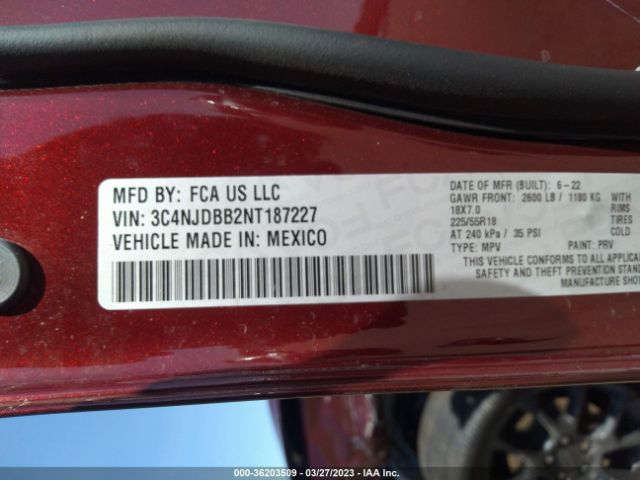 MFD BY: FCA US LLC
VIN: 3C4NJDBB2NT187227
VEHICLE MADE IN: MEXICO
DATE OF MFR (BUILT): 6-22
GAWR FRONT: 2600 LB / 1180 KG WITH
18X7.0 RIMS
225/55R18 TIRES
AT 240 kPa / 35 PSI COLD
TYPE: MPV PAINT: PRV
THIS VEHICLE CONFORMS TO ALL APPLICA
SAFETY AND THEFT PREVENTION STAN
MANUFACTURE SHO
000-36203509 - 03/27/2023 - IAA Inc.